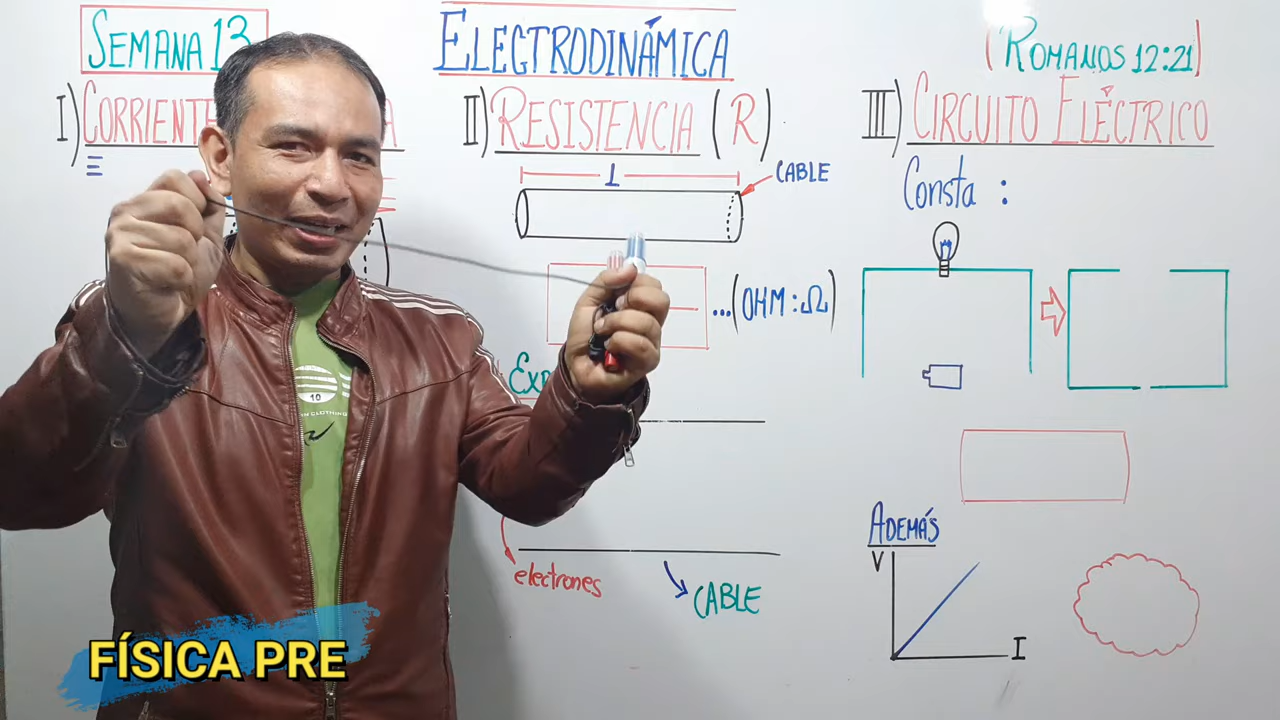 SEMANA 13
ELECTRODINÁMICA
(ROMANOS 12:21)
I) CORRIENTE
II) RESISTENCIA (R)
III) CIRCUITO ELÉCTRICO
L
CABLE
Consta :
...(OHM : Ω)
electrones
CABLE
ADEMÁS
V
I
10
FÍSICA PRE